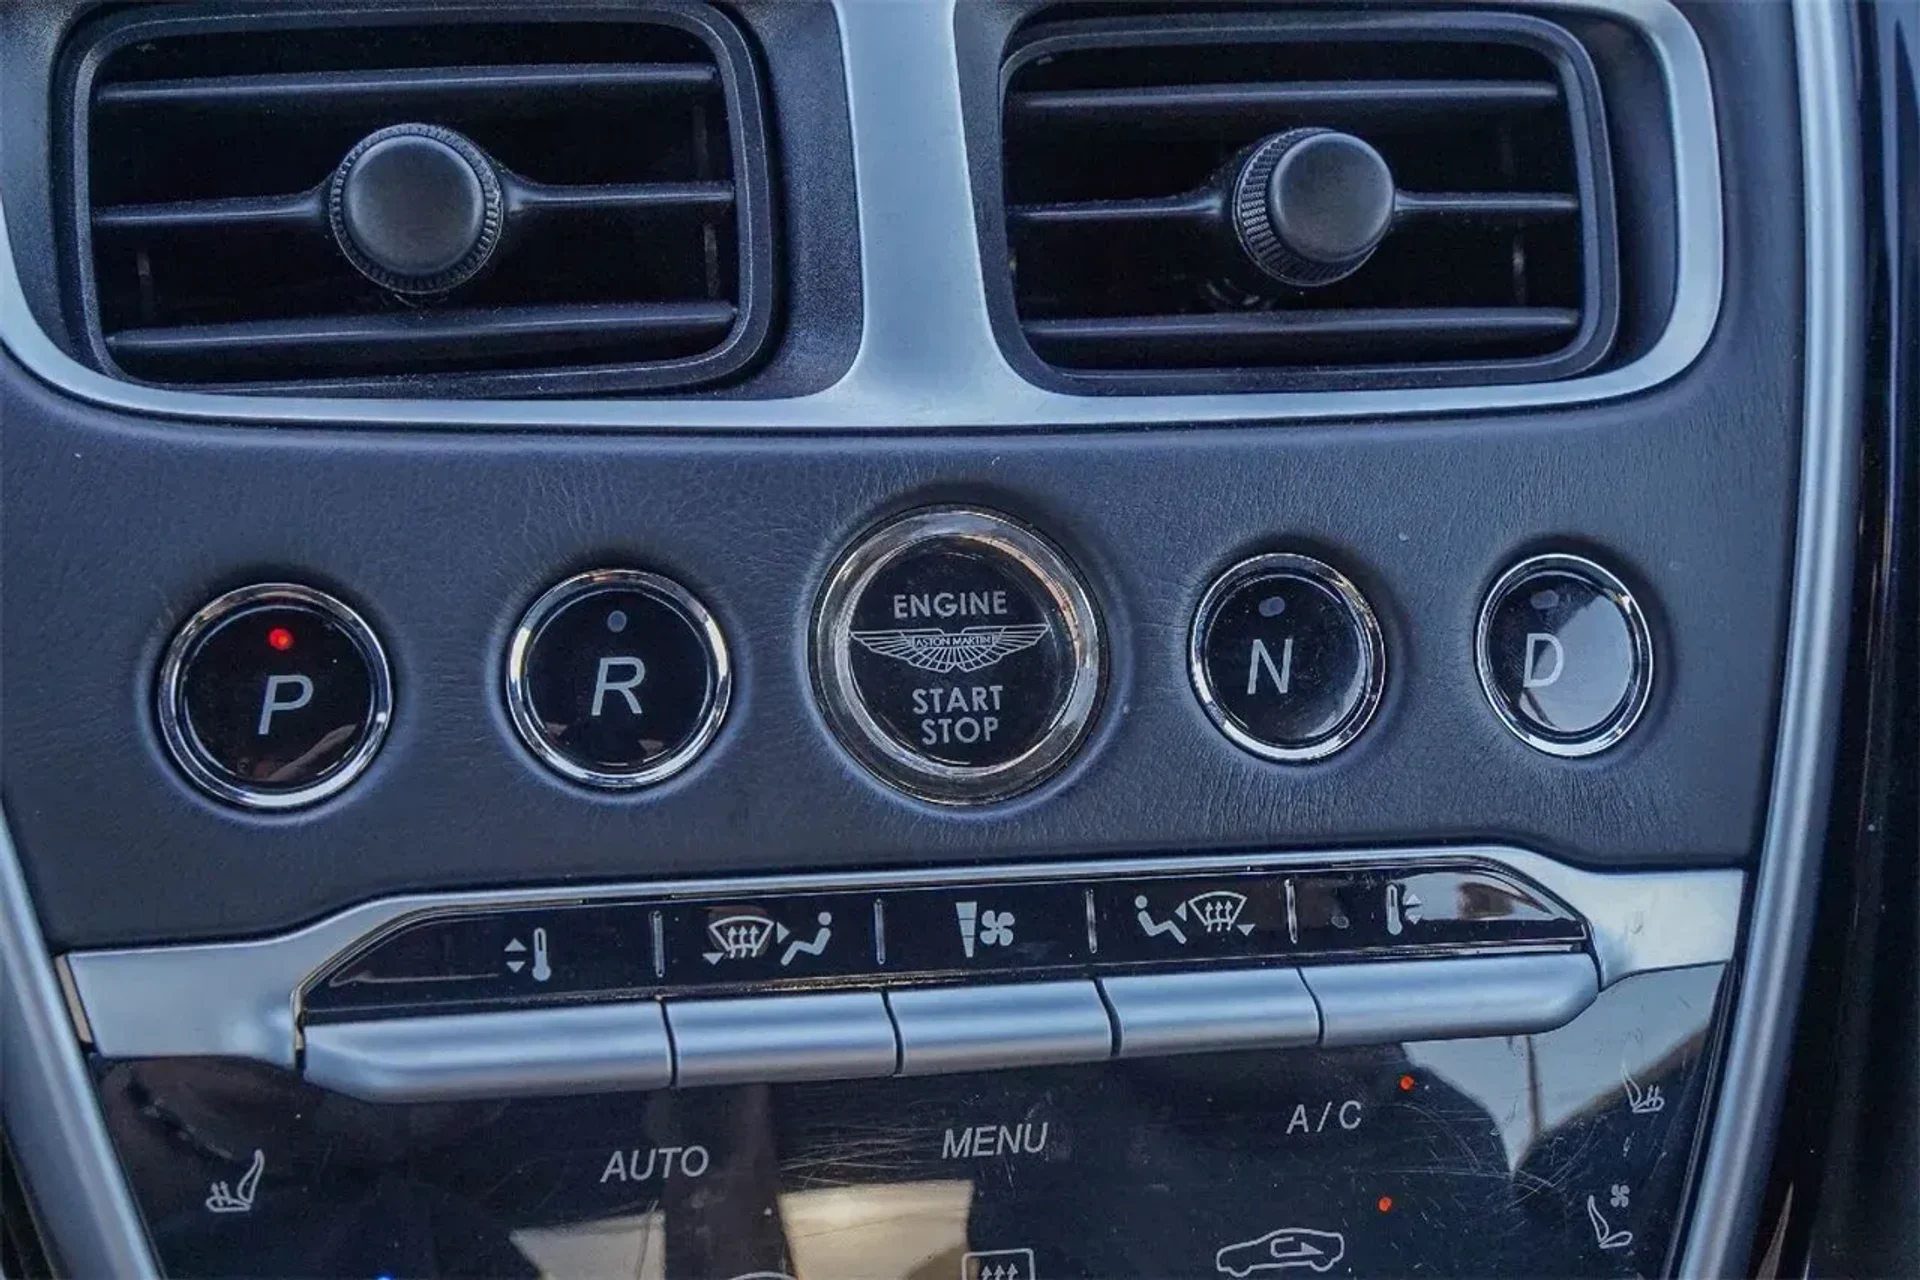 P
R
ENGINE
ASTON MARTIN
START
STOP
N
D
AUTO
MENU
A/C